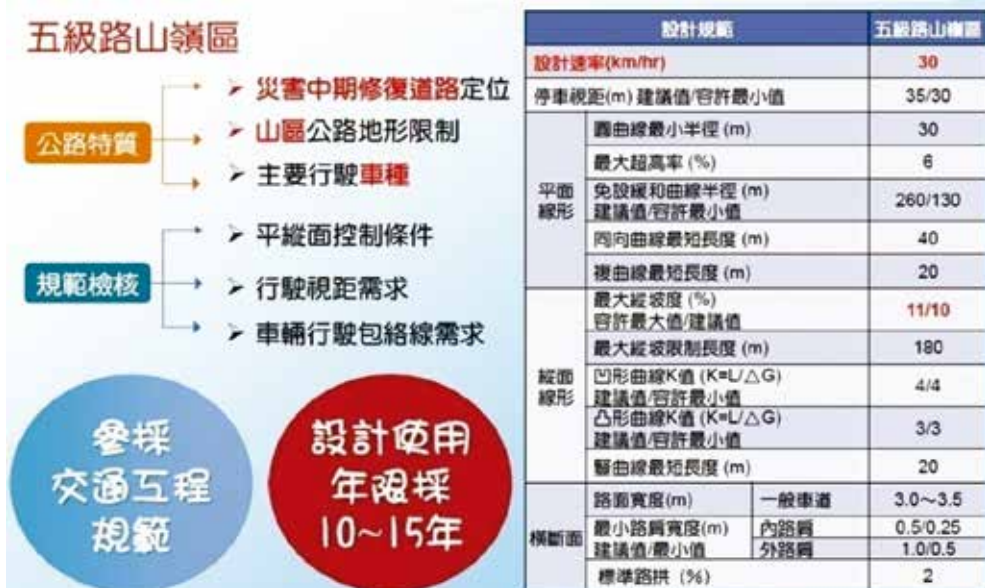 五級路山嶺區
公路特質
➢ 災害中期修復道路定位
➢ 山區公路地形限制
➢ 主要行駛車種
規範檢核
➢ 平縱面控制條件
➢ 行駛視距需求
➢ 車輛行駛包絡線需求
參採
交通工程
規範
設計使用
年限採
10~15年
設計規範 五級路山嶺區
設計速率(km/hr) 30
停車視距(m) 建議值/容許最小值 35/30
平面
線形
圓曲線最小半徑 (m) 30
最大超高率 (%) 6
免設緩和曲線半徑 (m)
建議值/容許最小值 260/130
同向曲線最短長度 (m) 40
複曲線最短長度 (m) 20
縱面
線形
最大縱坡度 (%)
容許最大值/建議值 11/10
最大縱坡限制長度 (m) 180
凹形曲線K值 (K=L/△G)
建議值/容許最小值 4/4
凸形曲線K值 (K=L/△G)
建議值/容許最小值 3/3
豎曲線最短長度 (m) 20
橫斷面
路面寬度(m) 一般車道 3.0~3.5
最小路肩寬度(m) 內路肩 0.5/0.25
建議值/最小值 外路肩 1.0/0.5
標準路拱 (%) 2